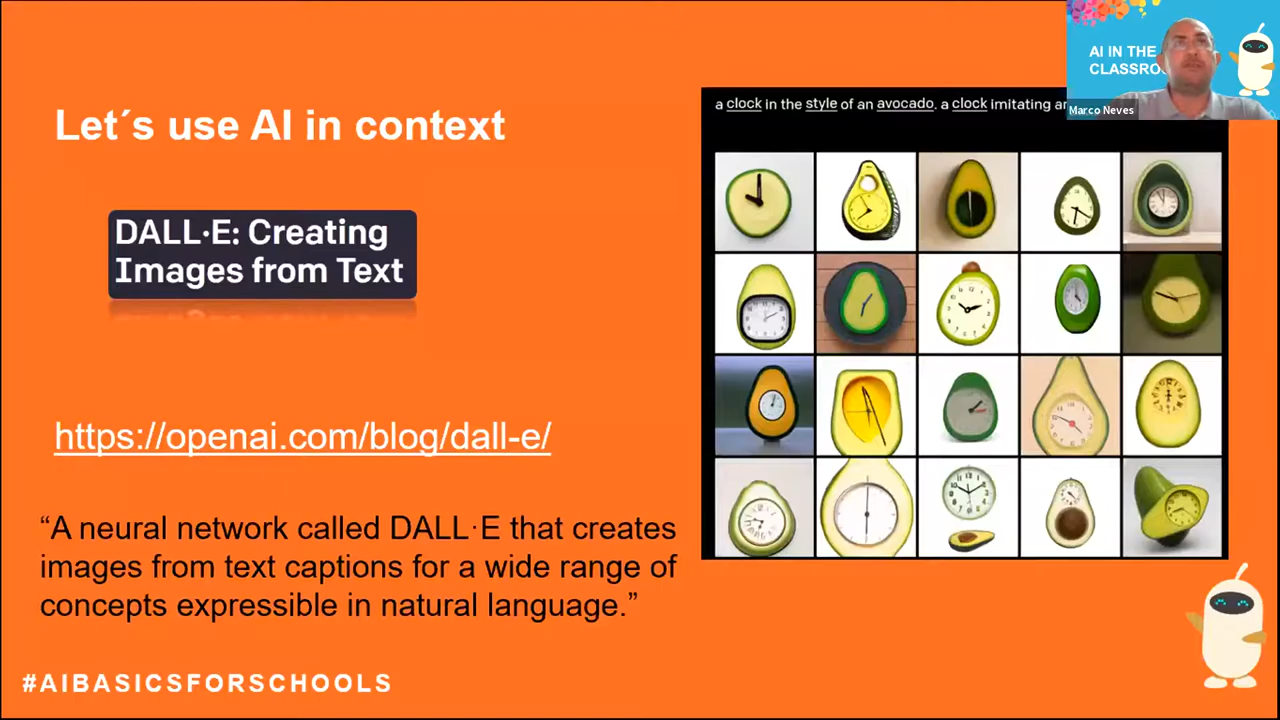 AI IN THE
CLASSRO
Marco Neves
Let´s use AI in context
a clock in the style of an avocado. a clock imitating an
DALL·E: Creating
Images from Text
https://openai.com/blog/dall-e/
“A neural network called DALL·E that creates
images from text captions for a wide range of
concepts expressible in natural language.”
#AIBASICSFORSCHOOLS